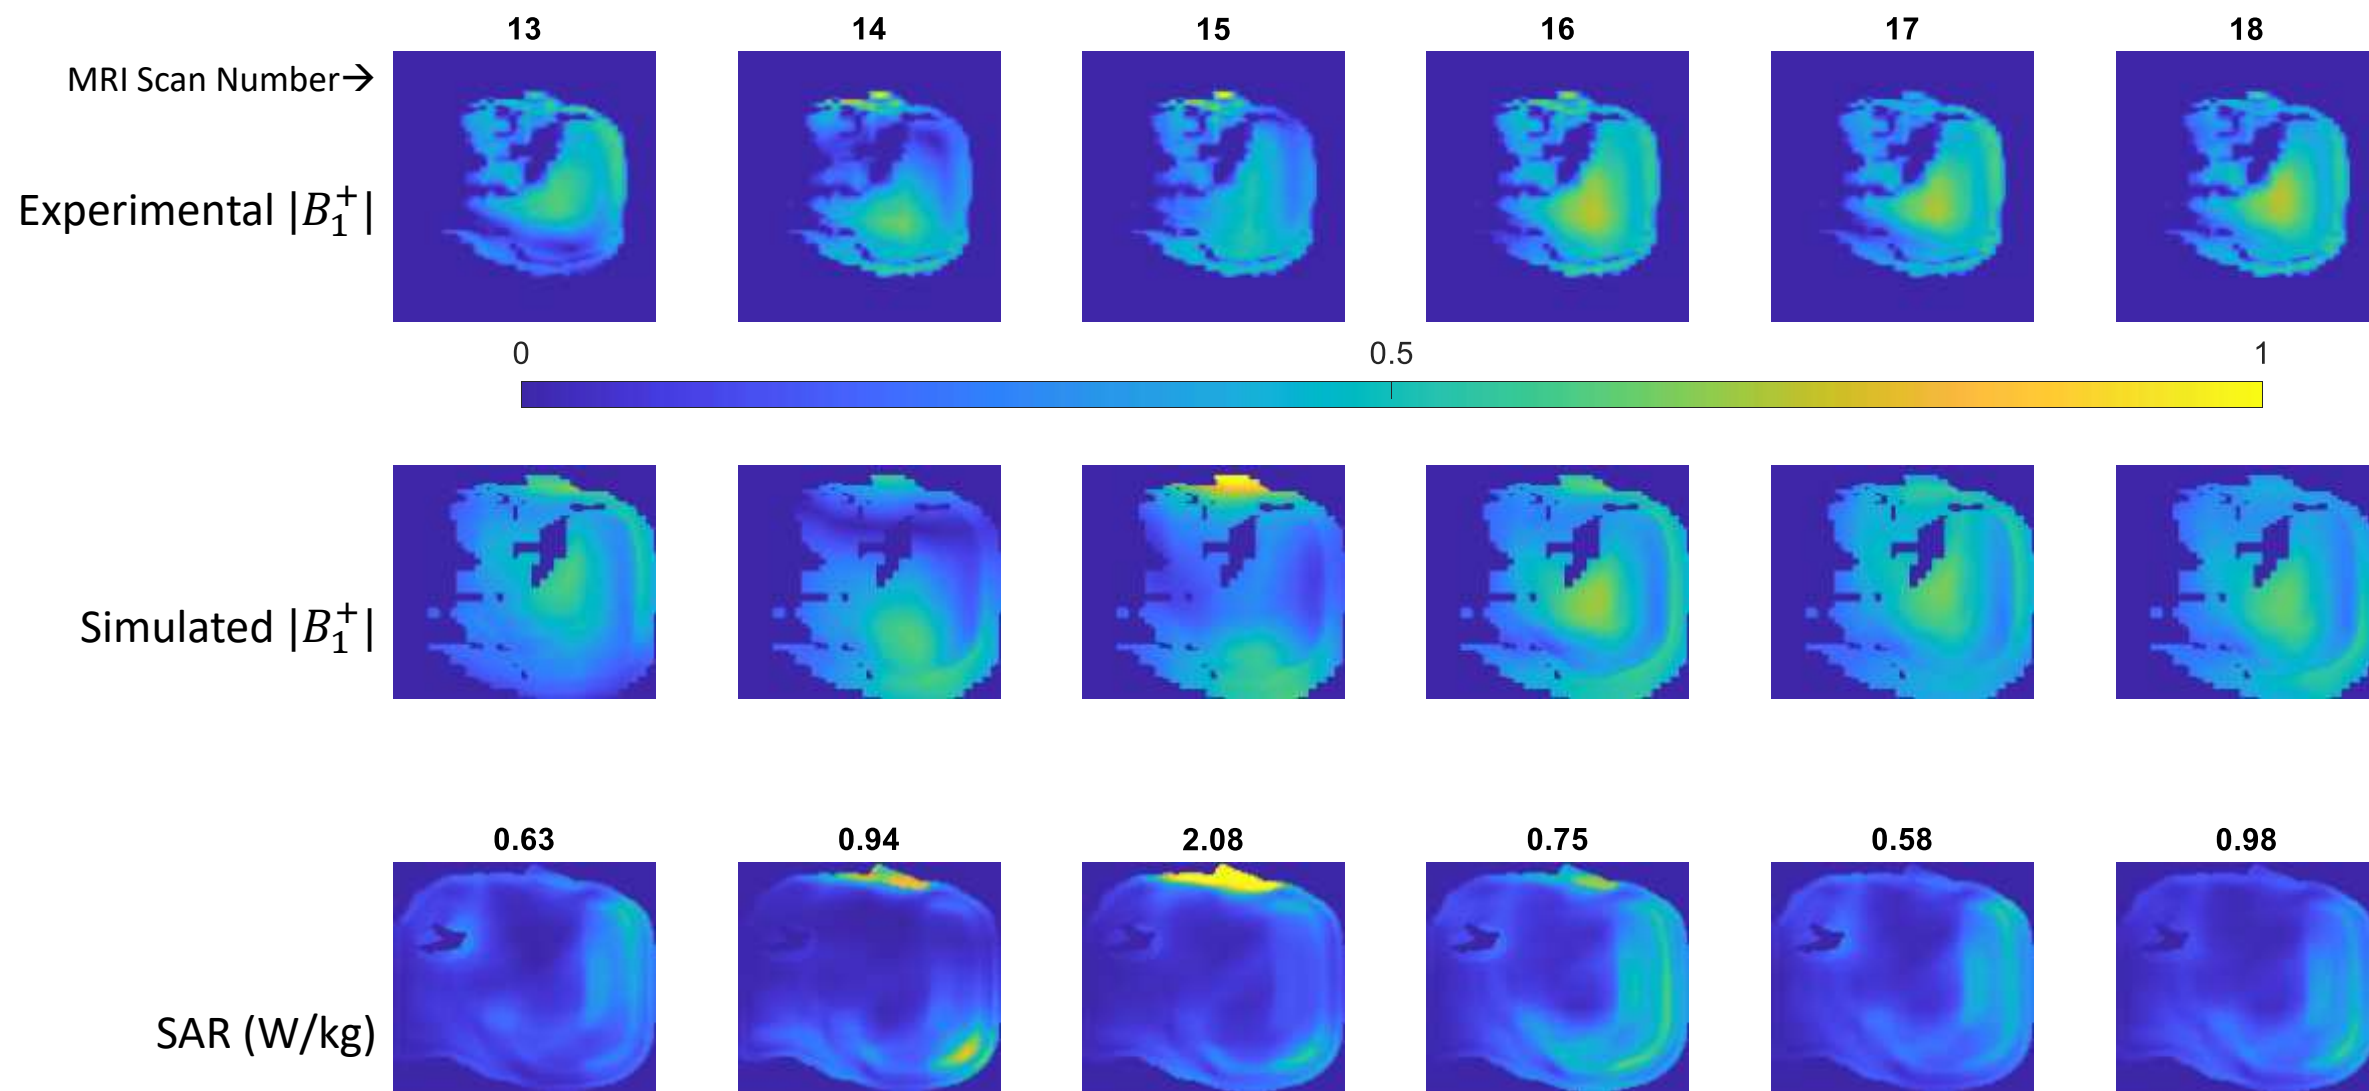 13 14 15 16 17 18
MRI Scan Number→
Experimental |B₁⁺|
0 0.5 1
Simulated |B₁⁺|
0.63 0.94 2.08 0.75 0.58 0.98
SAR (W/kg)